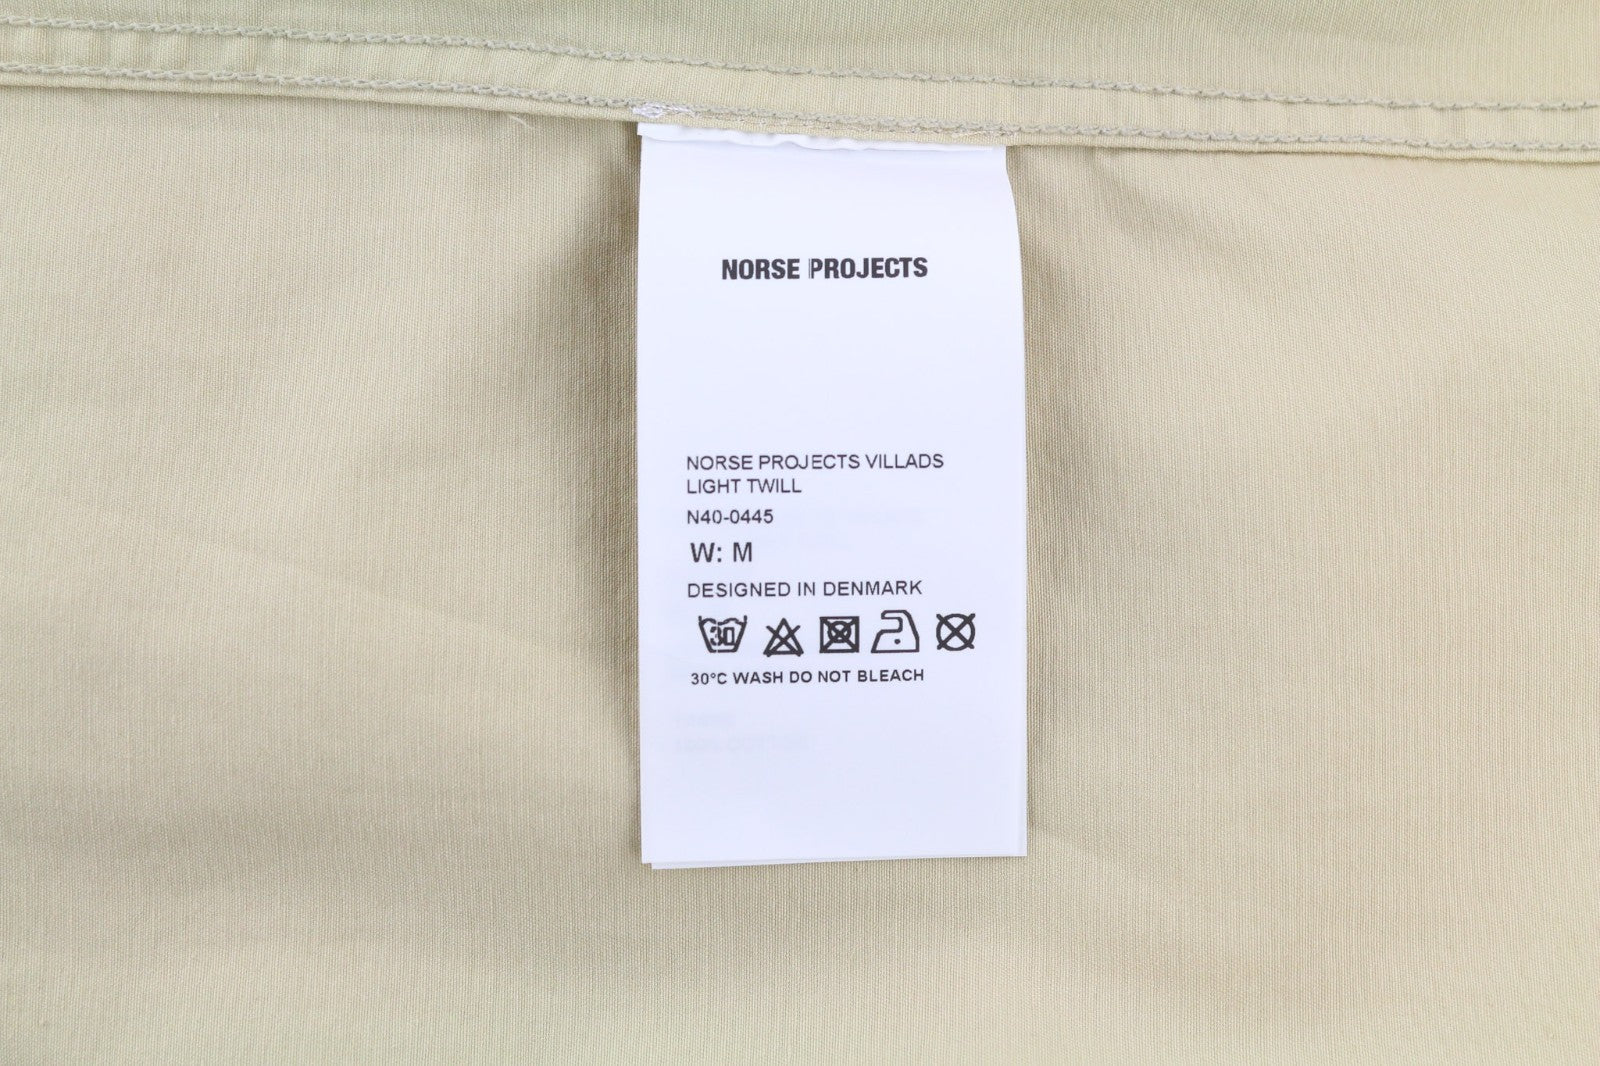 NORSE PROJECTS
NORSE PROJECTS VILLADS
LIGHT TWILL
N40-0445
W: M
DESIGNED IN DENMARK
30
30°C WASH DO NOT BLEACH